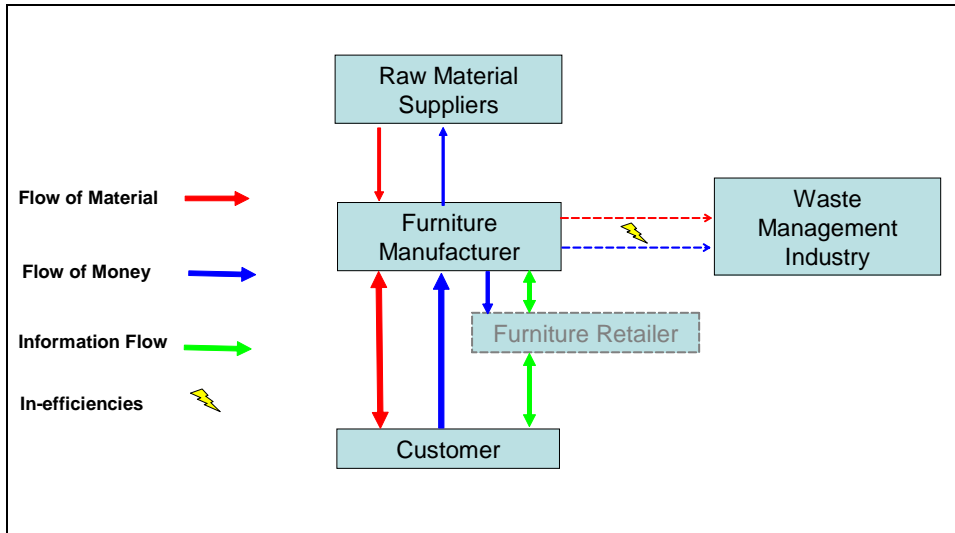 Raw Material
Suppliers
Flow of Material
Furniture
Manufacturer
Waste
Management
Industry
Flow of Money
Furniture Retailer
Information Flow
In-efficiencies
Customer